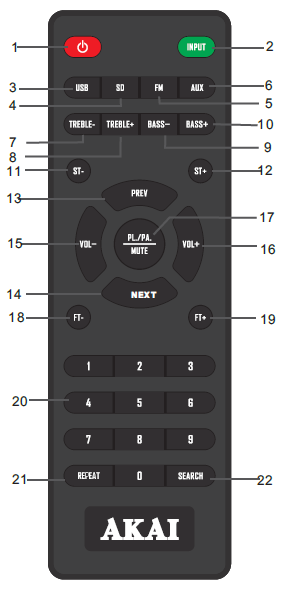 1 INPUT 2
3 USB SD FM AUX 6
4 5
7 TREBLE- TREBLE+ BASS- BASS+ 10
8 9
11 ST- ST+ 12
13 PREV
15 VOL- PL./PA. MUTE VOL+ 16 17
14 NEXT
18 FT- FT+ 19
1 2 3
20 4 5 6
7 8 9
21 REPEAT 0 SEARCH 22
AKAI